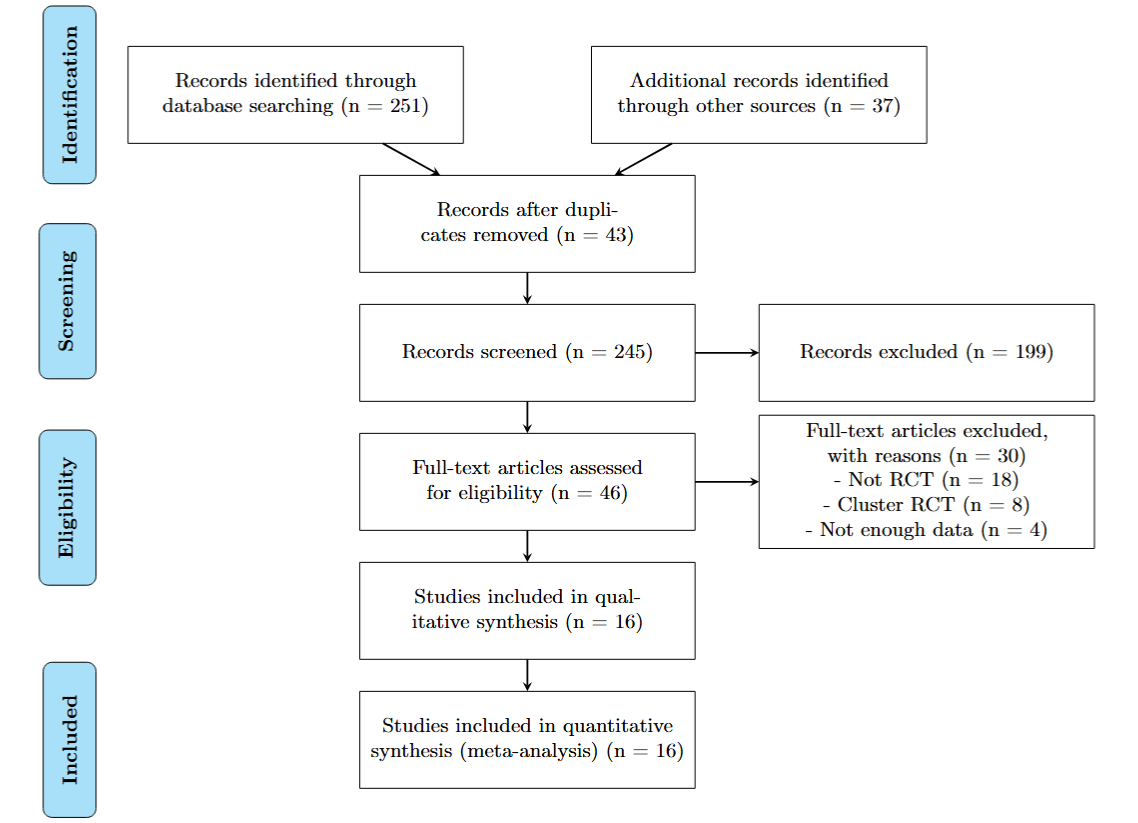 Identification
Records identified through
database searching (n = 251)
Additional records identified
through other sources (n = 37)
Records after dupli-
cates removed (n = 43)
Screening
Records screened (n = 245)
Records excluded (n = 199)
Eligibility
Full-text articles assessed
for eligibility (n = 46)
Full-text articles excluded,
with reasons (n = 30)
- Not RCT (n = 18)
- Cluster RCT (n = 8)
- Not enough data (n = 4)
Studies included in qual-
itative synthesis (n = 16)
Included
Studies included in quantitative
synthesis (meta-analysis) (n = 16)